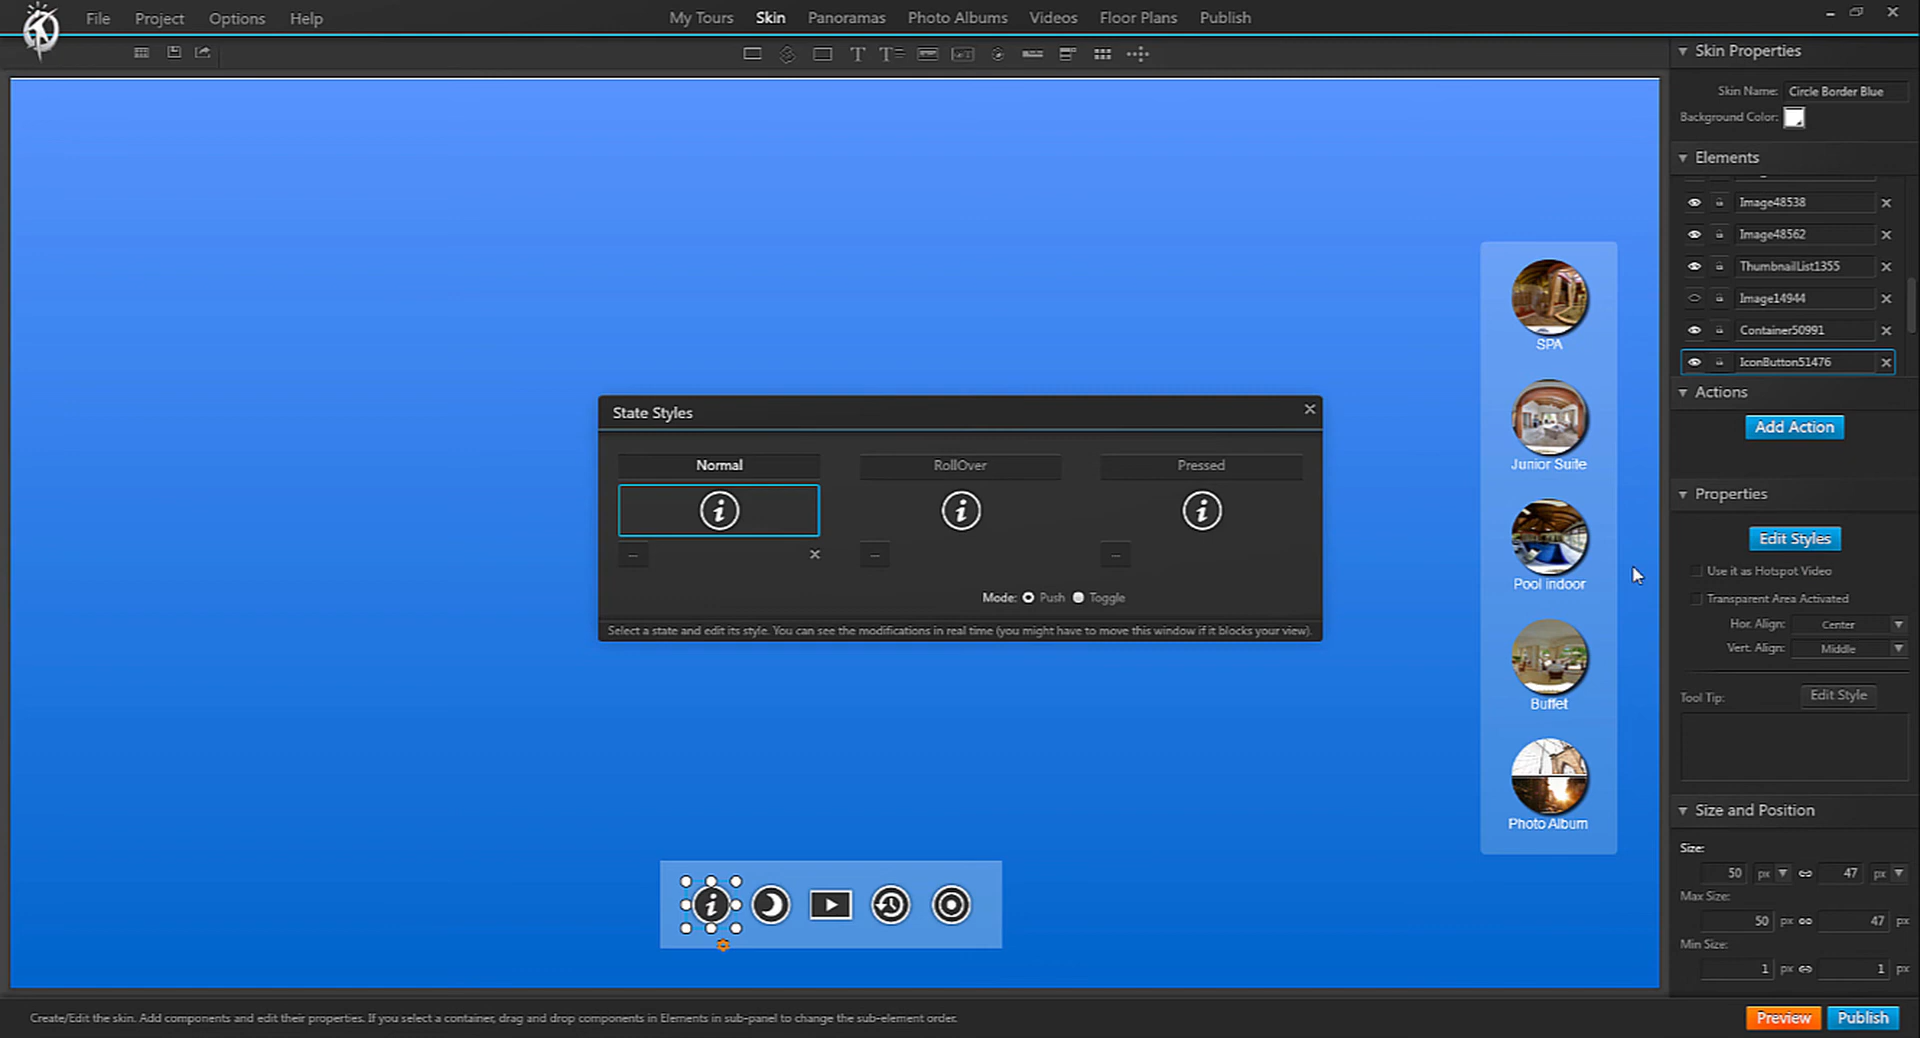 File Project Options Help
My Tours Skin Panoramas Photo Albums Videos Floor Plans Publish
Skin Properties
Skin Name: Circle Border Blue
Background Color:
Elements
Image48538
Image48562
ThumbnailList1355
Image14944
Container50991
IconButton51476
Actions
Add Action
Properties
Edit Styles
Use it as Hotspot Video
Transparent Area Activated
Hor. Align: Center
Vert. Align: Middle
Tool Tip: Edit Style
Size and Position
Size:
50 px 47 px
Max Size:
50 px 47 px
Min Size:
1 px 1 px
SPA
Junior Suite
Pool indoor
Buffet
Photo Album
State Styles
Normal RollOver Pressed
... ... ...
Mode: Push Toggle
Select a state and edit its style. You can see the modifications in real time (you might have to move this window if it blocks your view).
Create/Edit the skin. Add components and edit their properties. If you select a container, drag and drop components in Elements in sub-panel to change the sub-element order.
Preview Publish